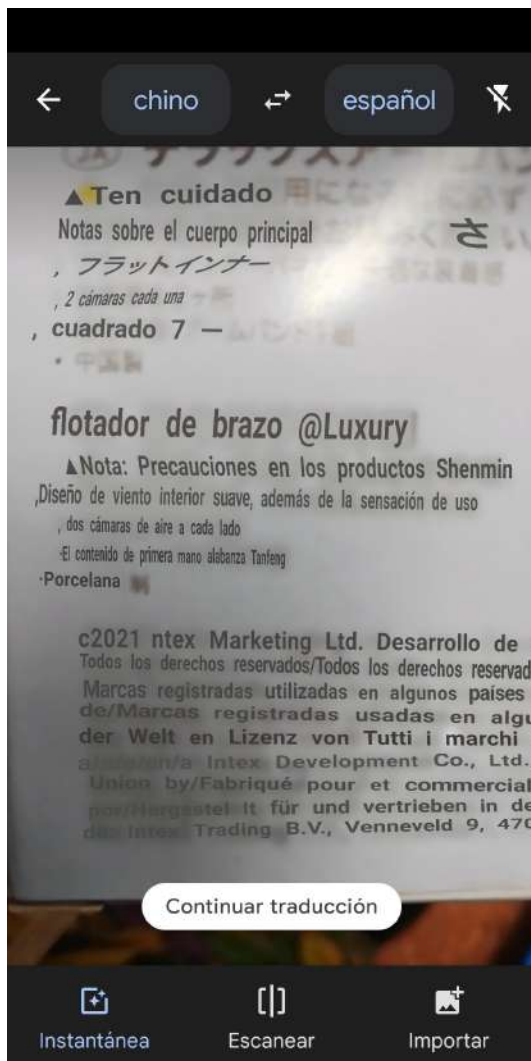 chino
español
▲Ten cuidado
Notas sobre el cuerpo principal
さ
, フラットインナー
, 2 cámaras cada una
, cuadrado 7 —
flotador de brazo @Luxury
▲Nota: Precauciones en los productos Shenmin
,Diseño de viento interior suave, además de la sensación de uso
, dos cámaras de aire a cada lado
·El contenido de primera mano alabanza Tanfeng
·Porcelana
c2021 ntex Marketing Ltd. Desarrollo de
Todos los derechos reservados/Todos los derechos reservad
Marcas registradas utilizadas en algunos países
de/Marcas registradas usadas en algu
der Welt en Lizenz von Tutti i marchi
Intex Development Co., Ltd.
Union by/Fabriqué pour et commercial
It für und vertrieben in de
Intex Trading B.V., Venneveld 9, 470
Continuar traducción
Instantánea
Escanear
Importar